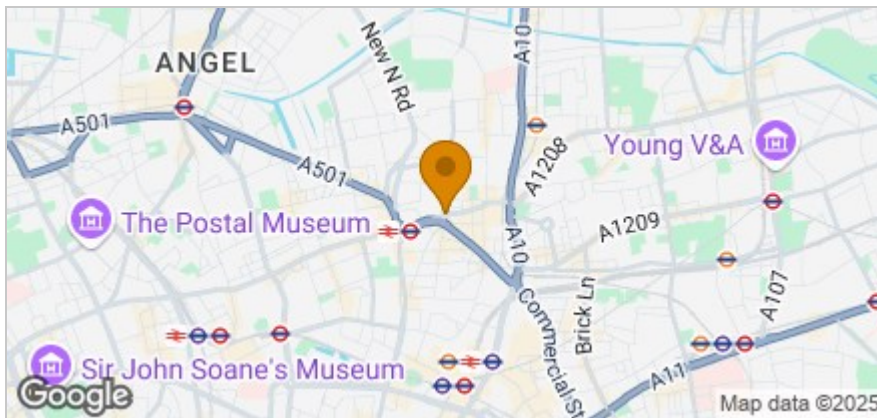 ANGEL
New N Rd
A10
A501
A1208
Young V&A
A501
The Postal Museum
A1209
A10
A107
Commercial St
Brick Ln
Sir John Soane's Museum
A11
Google
Map data ©2025